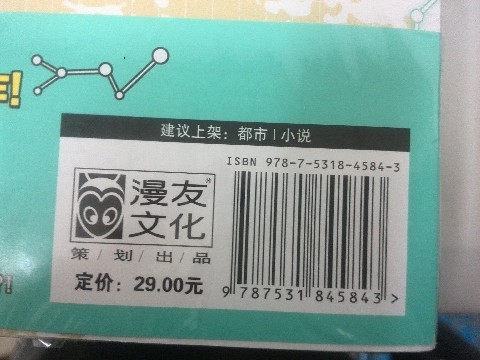 建议上架：都市|小说
ISBN 978-7-5318-4584-3
漫友®
文化
策/划/出/品
定价：29.00元
9 787531 845843 >
?!